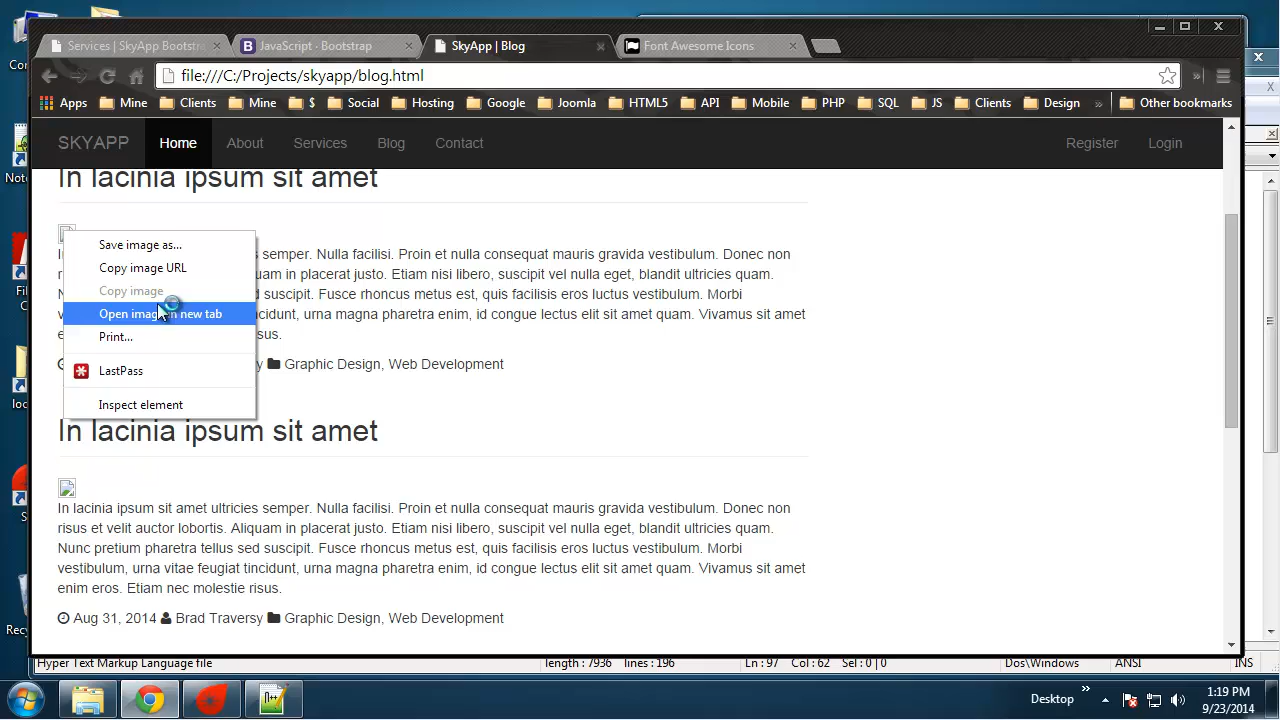 Services | SkyApp Bootstr
JavaScript · Bootstrap
SkyApp | Blog
Font Awesome Icons
file:///C:/Projects/skyapp/blog.html
Apps Mine Clients Mine $ Social Hosting Google Joomla HTML5 API Mobile PHP SQL JS Clients Design » Other bookmarks
SKYAPP Home About Services Blog Contact Register Login
In lacinia ipsum sit amet
Save image as...
Copy image URL
Copy image
Open image in new tab
Print...
LastPass
Inspect element
semper. Nulla facilisi. Proin et nulla consequat mauris gravida vestibulum. Donec non
uam in placerat justo. Etiam nisi libero, suscipit vel nulla eget, blandit ultricies quam.
d suscipit. Fusce rhoncus metus est, quis facilisis eros luctus vestibulum. Morbi
cidunt, urna magna pharetra enim, id congue lectus elit sit amet quam. Vivamus sit amet
sus.
y Graphic Design, Web Development
In lacinia ipsum sit amet
In lacinia ipsum sit amet ultricies semper. Nulla facilisi. Proin et nulla consequat mauris gravida vestibulum. Donec non
risus et velit auctor lobortis. Aliquam in placerat justo. Etiam nisi libero, suscipit vel nulla eget, blandit ultricies quam.
Nunc pretium pharetra tellus sed suscipit. Fusce rhoncus metus est, quis facilisis eros luctus vestibulum. Morbi
vestibulum, urna vitae feugiat tincidunt, urna magna pharetra enim, id congue lectus elit sit amet quam. Vivamus sit amet
enim eros. Etiam nec molestie risus.
Aug 31, 2014 Brad Traversy Graphic Design, Web Development
Hyper Text Markup Language file length : 7936 lines : 196 Ln : 97 Col : 62 Sel : 0 | 0 Dos\Windows ANSI INS
Desktop »
1:19 PM
9/23/2014